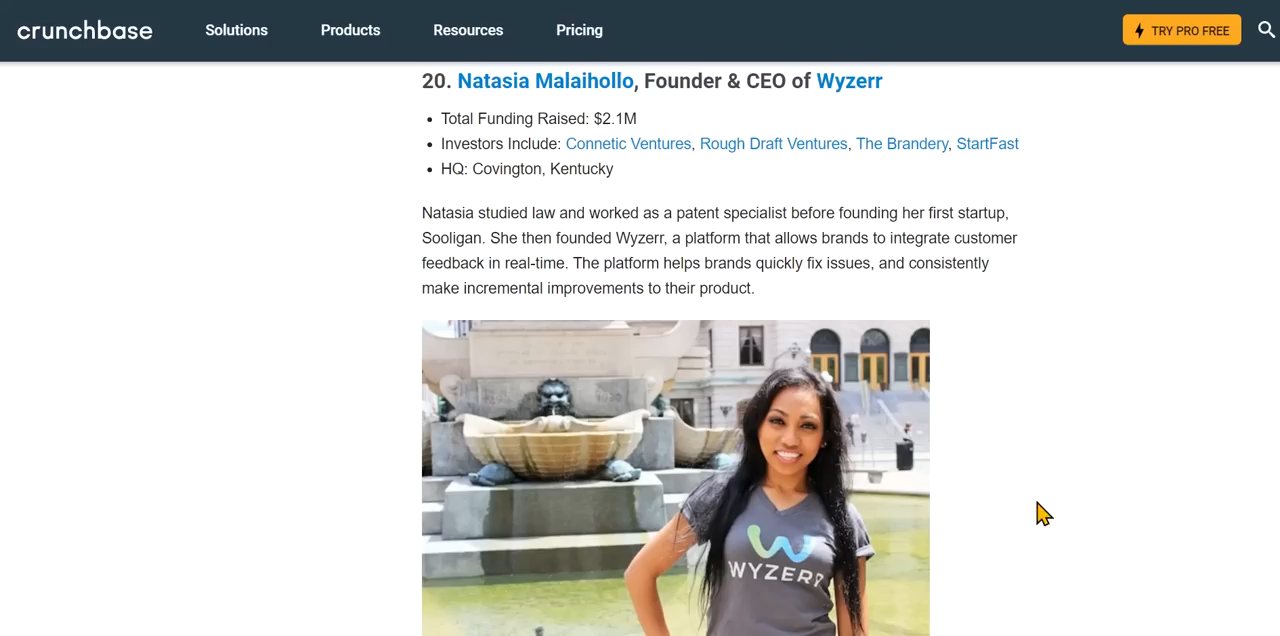 crunchbase Solutions Products Resources Pricing TRY PRO FREE
20. Natasia Malaihollo, Founder & CEO of Wyzerr
• Total Funding Raised: $2.1M
• Investors Include: Connetic Ventures, Rough Draft Ventures, The Brandery, StartFast
• HQ: Covington, Kentucky
Natasia studied law and worked as a patent specialist before founding her first startup,
Sooligan. She then founded Wyzerr, a platform that allows brands to integrate customer
feedback in real-time. The platform helps brands quickly fix issues, and consistently
make incremental improvements to their product.
WYZERR